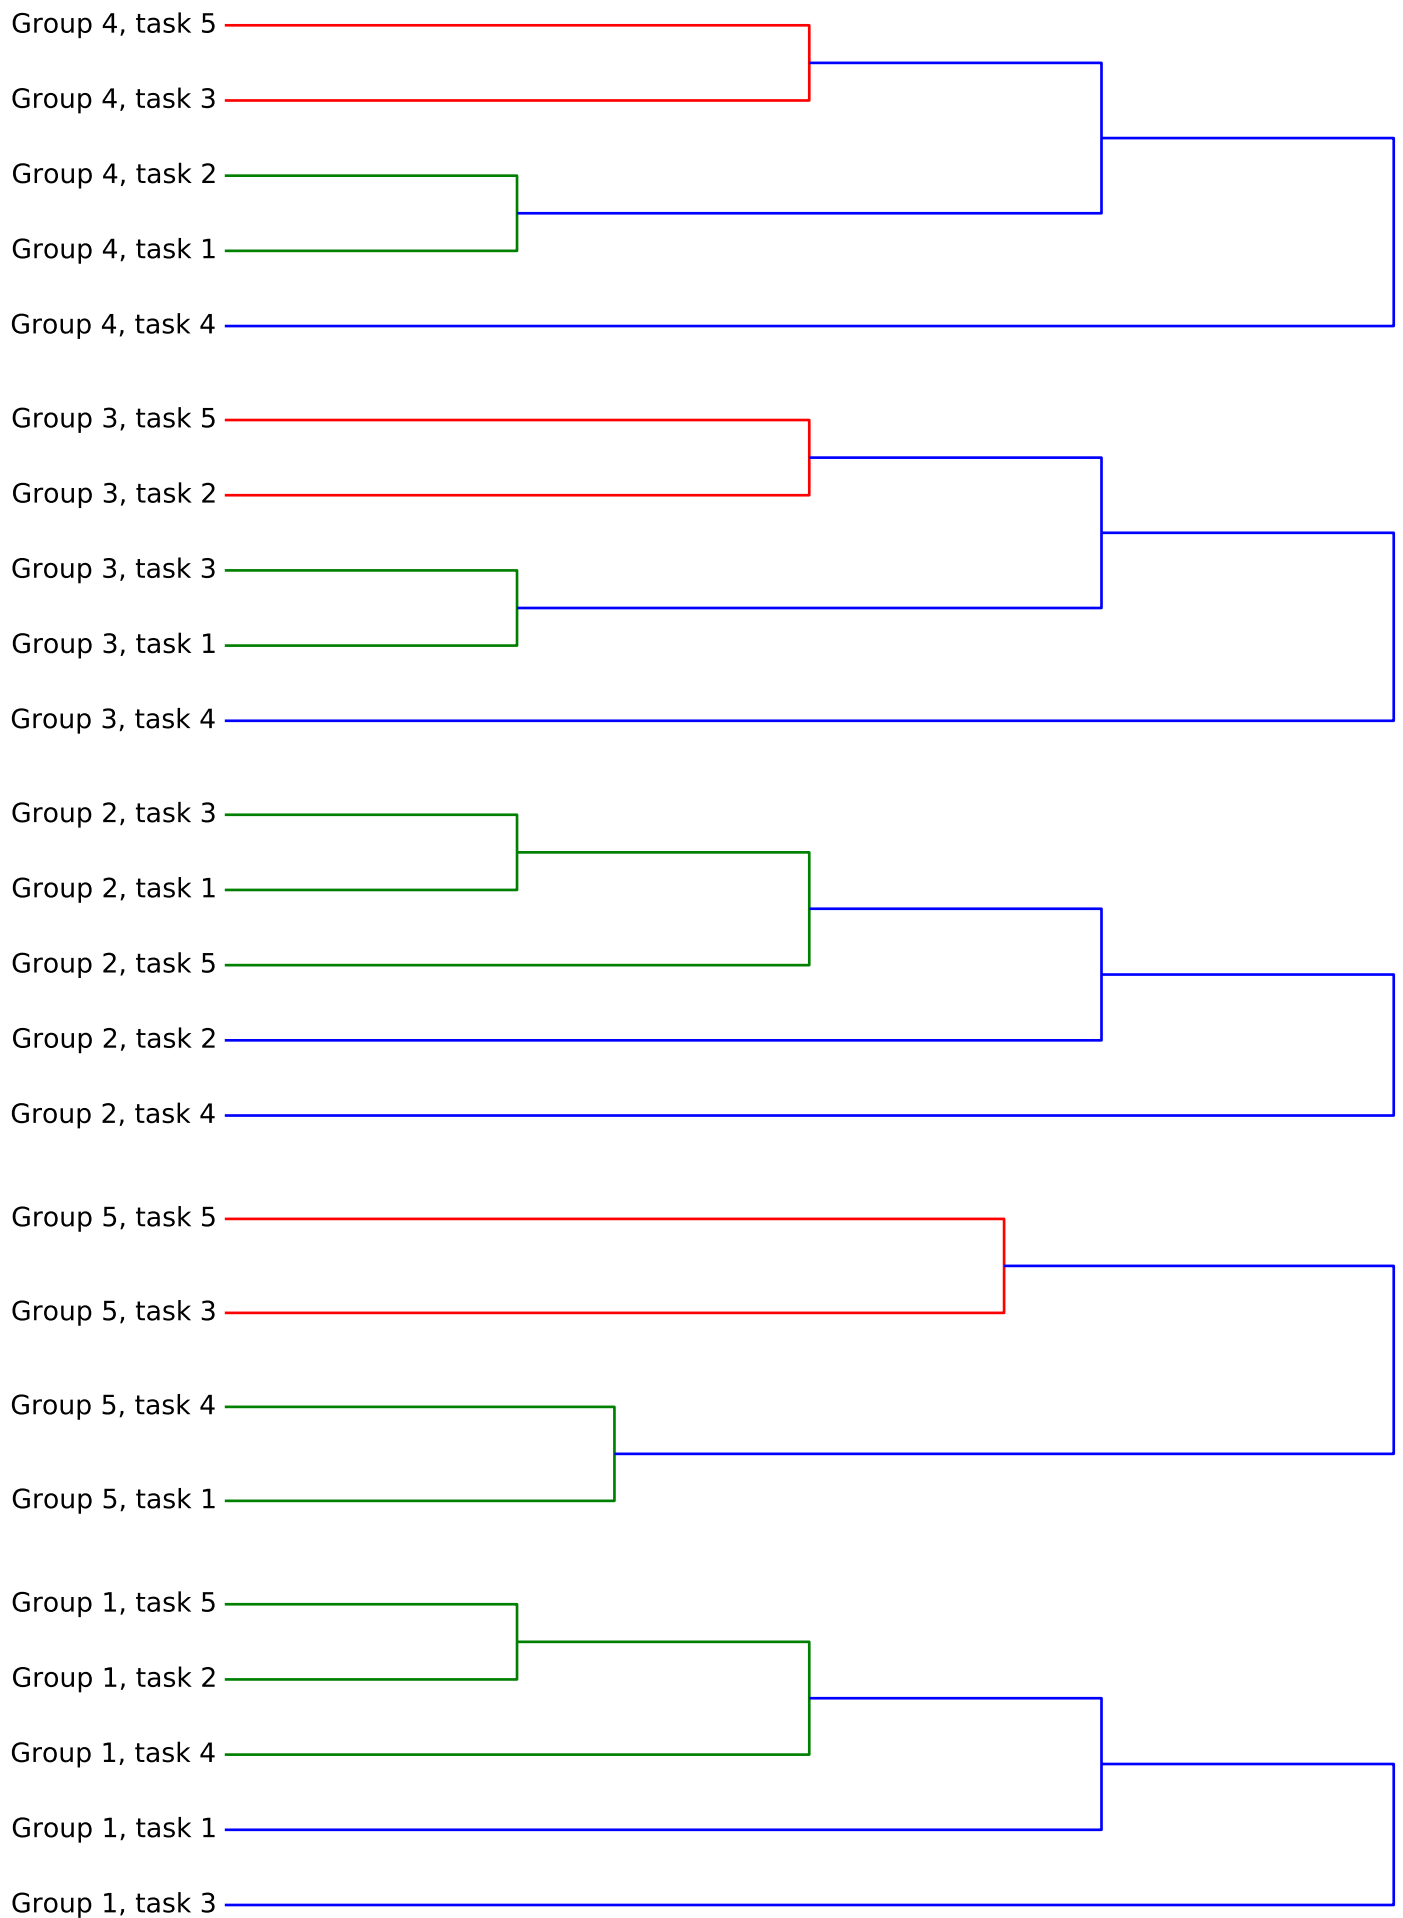 Group 4, task 5
Group 4, task 3
Group 4, task 2
Group 4, task 1
Group 4, task 4
Group 3, task 5
Group 3, task 2
Group 3, task 3
Group 3, task 1
Group 3, task 4
Group 2, task 3
Group 2, task 1
Group 2, task 5
Group 2, task 2
Group 2, task 4
Group 5, task 5
Group 5, task 3
Group 5, task 4
Group 5, task 1
Group 1, task 5
Group 1, task 2
Group 1, task 4
Group 1, task 1
Group 1, task 3